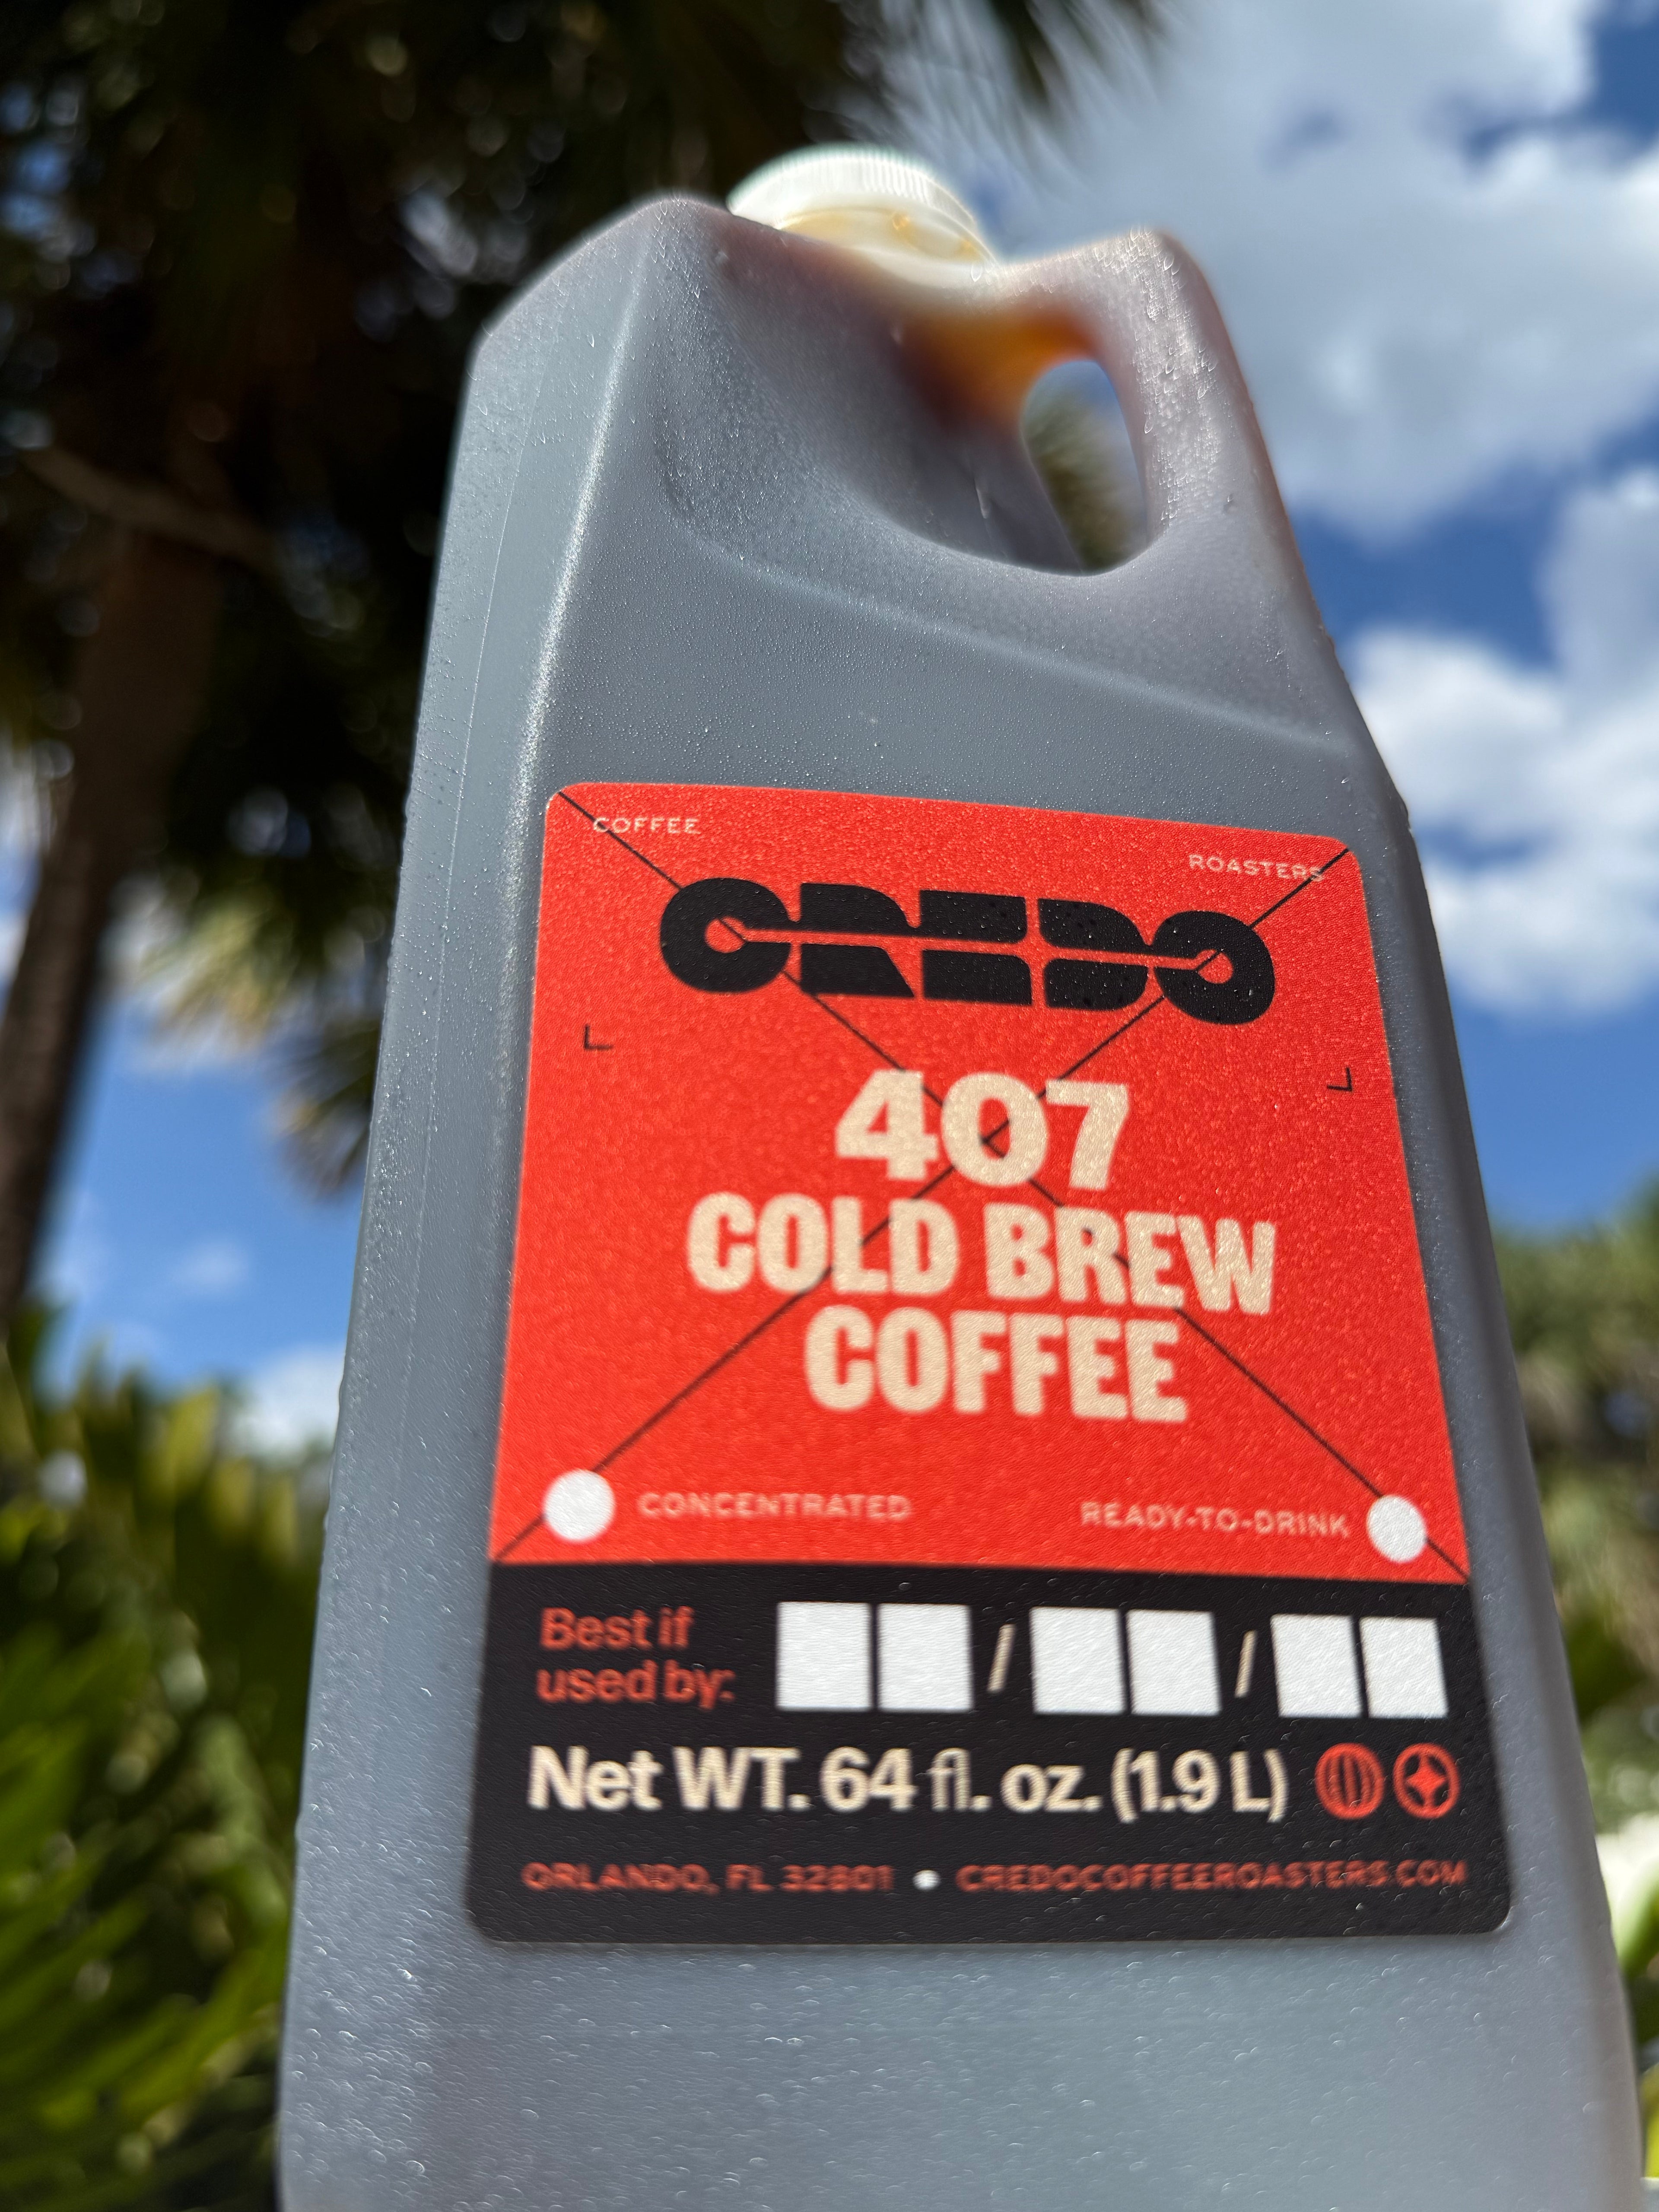 COFFEE
ROASTERS
CREDO
407
COLD BREW
COFFEE
CONCENTRATED
READY-TO-DRINK
Best if
used by:
/ /
Net WT. 64 fl. oz. (1.9 L)
ORLANDO, FL 32801 • CREDOCOFFEEROASTERS.COM